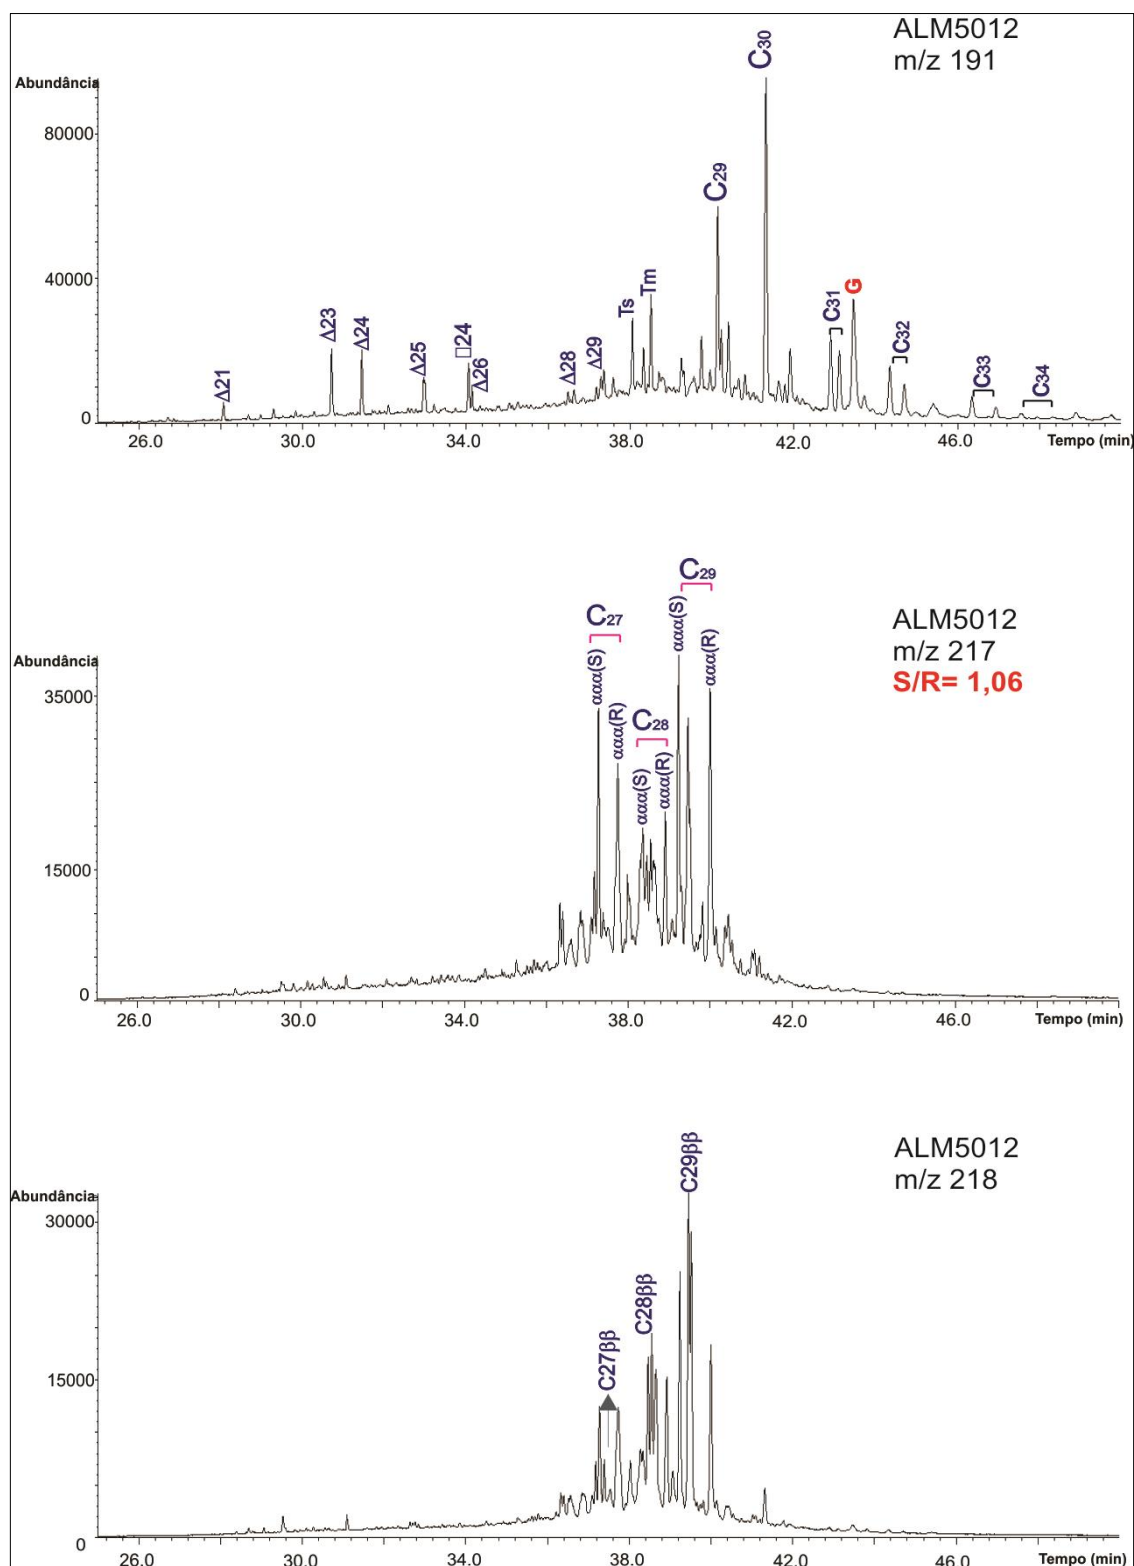 ALM5012
m/z 191
Abundância
80000
40000
0
Δ21
Δ23
Δ24
Δ25
□24
Δ26
Δ28
Δ29
Ts
Tm
C29
C30
C31
G
C32
C33
C34
26.0 30.0 34.0 38.0 42.0 46.0 Tempo (min)
ALM5012
m/z 217
S/R= 1,06
Abundância
35000
15000
0
C27
ααα(S)
ααα(R)
C28
ααα(S)
ααα(R)
C29
ααα(S)
ααα(R)
26.0 30.0 34.0 38.0 42.0 46.0 Tempo (min)
ALM5012
m/z 218
Abundância
30000
15000
0
C27ββ
C28ββ
C29ββ
26.0 30.0 34.0 38.0 42.0 46.0 Tempo (min)